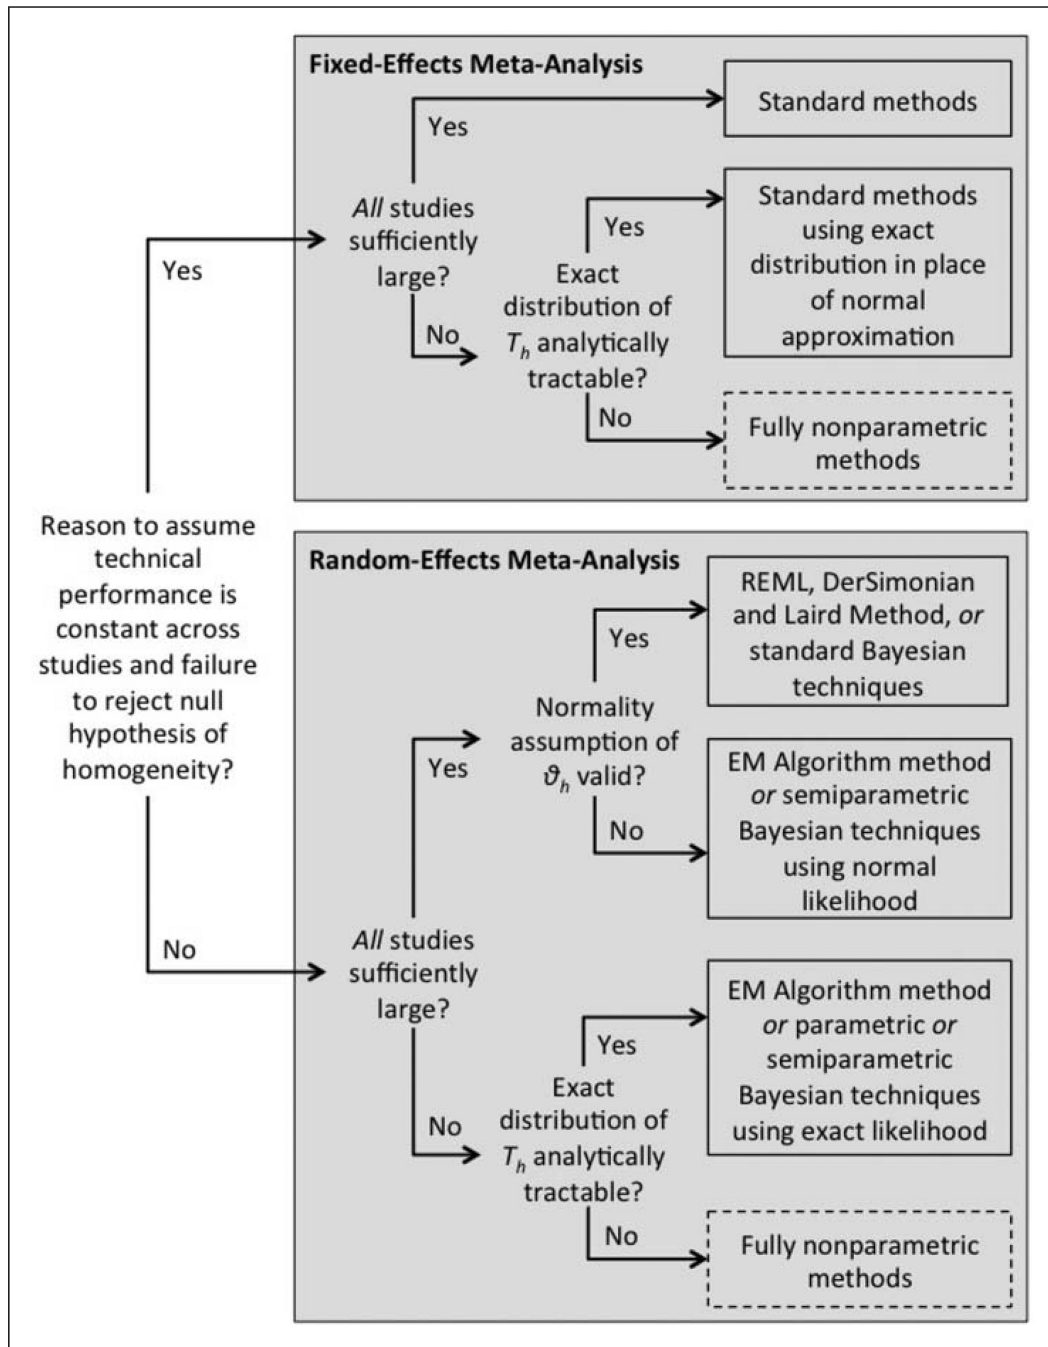 Fixed-Effects Meta-Analysis
Yes
Standard methods
All studies
sufficiently
large?
Yes
Standard methods
using exact
distribution in place
of normal
approximation
Yes
No
Exact
distribution of
Th analytically
tractable?
No
Fully nonparametric
methods
Reason to assume
technical
performance is
constant across
studies and failure
to reject null
hypothesis of
homogeneity?
Random-Effects Meta-Analysis
REML, DerSimonian
and Laird Method, or
standard Bayesian
techniques
Yes
Normality
assumption of
ϑh valid?
Yes
No
EM Algorithm method
or semiparametric
Bayesian techniques
using normal
likelihood
No
All studies
sufficiently
large?
EM Algorithm method
or parametric or
semiparametric
Bayesian techniques
using exact likelihood
Yes
No
Exact
distribution of
Th analytically
tractable?
No
Fully nonparametric
methods